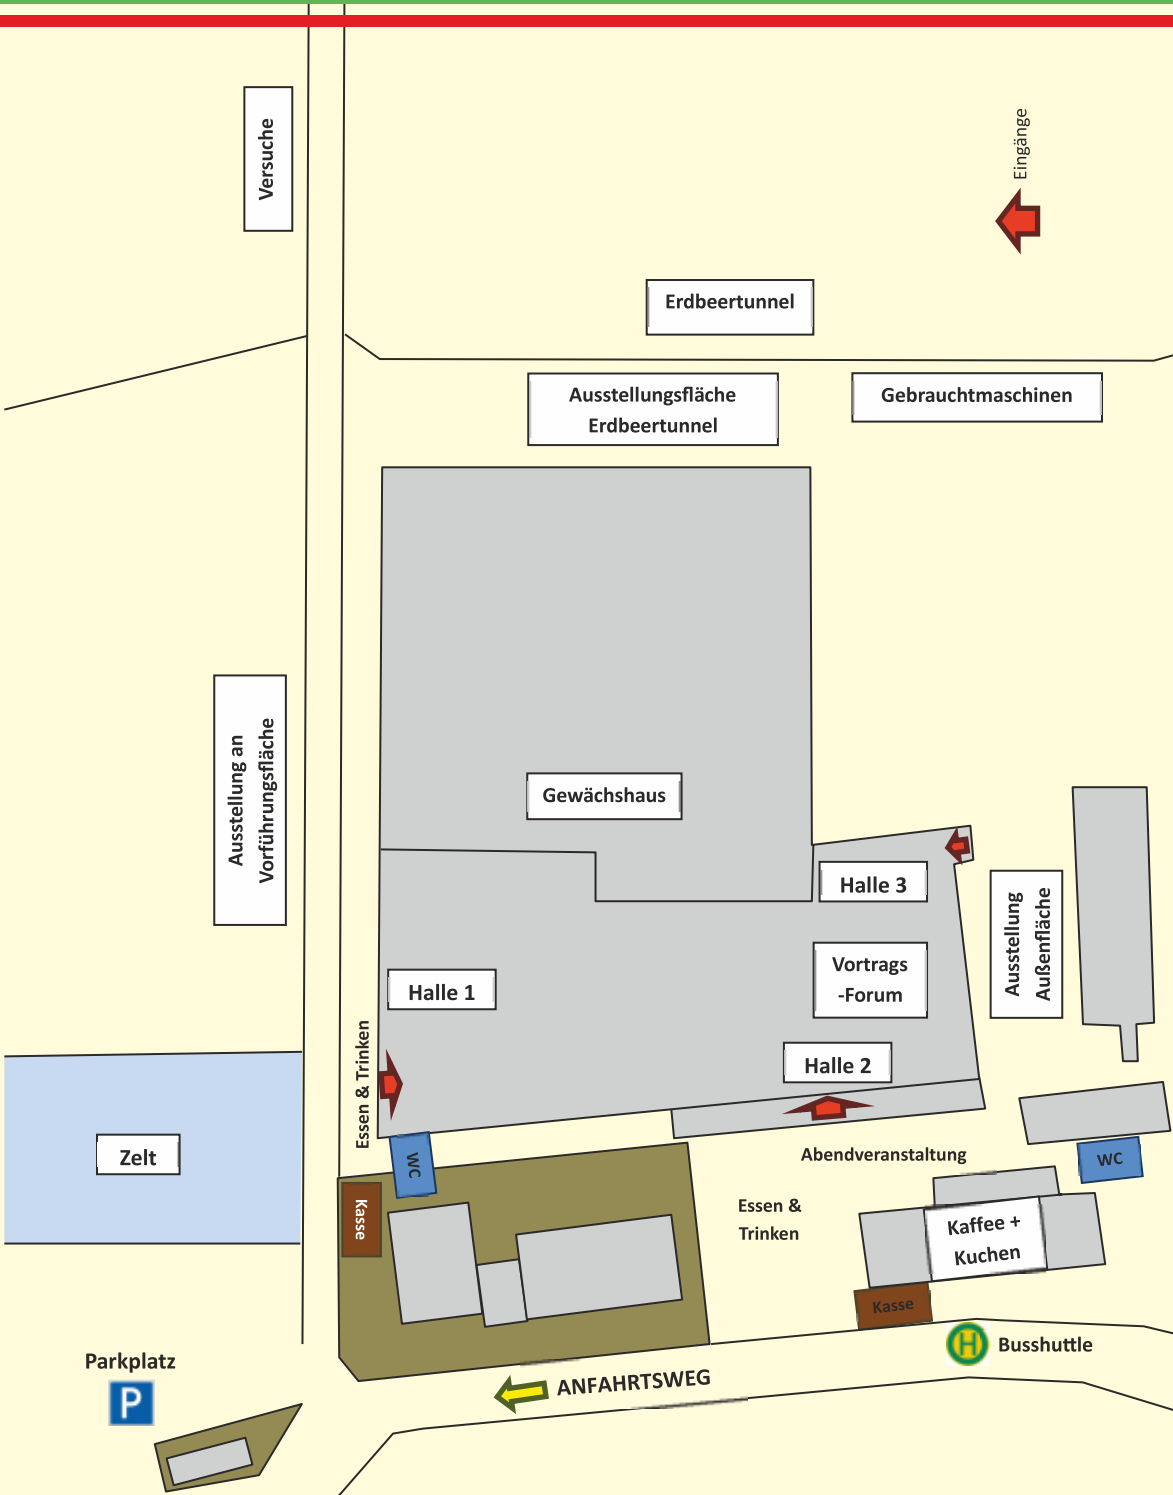 Versuche
Eingänge
Erdbeertunnel
Ausstellungsfläche
Erdbeertunnel
Gebrauchtmaschinen
Ausstellung an
Vorführungsfläche
Gewächshaus
Halle 3
Ausstellung
Außenfläche
Vortrags
-Forum
Halle 1
Halle 2
Essen & Trinken
Zelt
WC
Kasse
Abendveranstaltung
WC
Essen &
Trinken
Kaffee +
Kuchen
Kasse
H
Busshuttle
Parkplatz
P
ANFAHRTSWEG